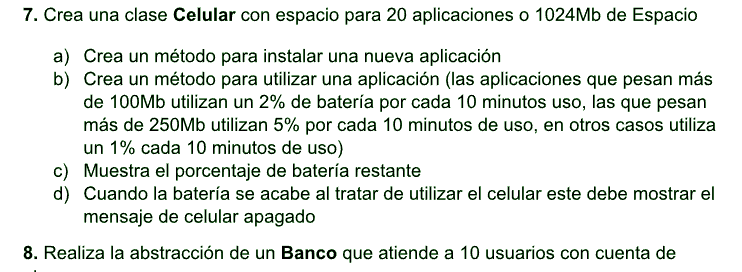 7. Crea una clase Celular con espacio para 20 aplicaciones o 1024Mb de Espacio
a) Crea un método para instalar una nueva aplicación
b) Crea un método para utilizar una aplicación (las aplicaciones que pesan más
de 100Mb utilizan un 2% de batería por cada 10 minutos uso, las que pesan
más de 250Mb utilizan 5% por cada 10 minutos de uso, en otros casos utiliza
un 1% cada 10 minutos de uso)
c) Muestra el porcentaje de batería restante
d) Cuando la batería se acabe al tratar de utilizar el celular este debe mostrar el
mensaje de celular apagado
8. Realiza la abstracción de un Banco que atiende a 10 usuarios con cuenta de